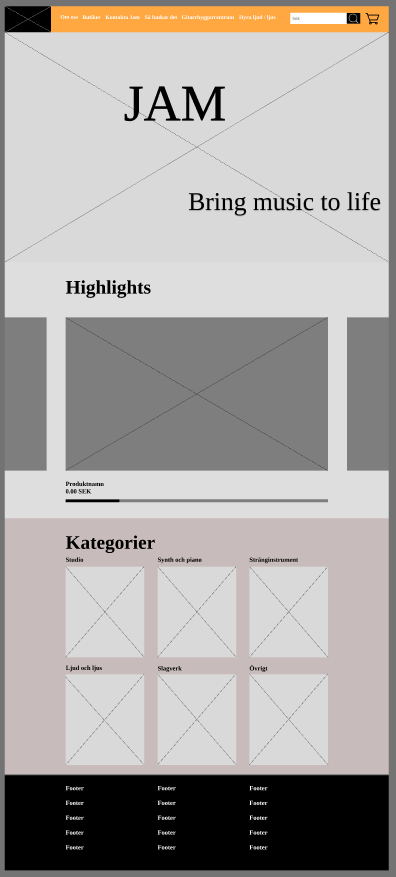 Om oss Butiker Kontakta Jam Så funkar det Gitarrbyggarcentrum Hyra ljud / ljus
Sök
JAM
Bring music to life
Highlights
Produktnamn
0.00 SEK
Kategorier
Studio Synth och piano Stränginstrument
Ljud och ljus Slagverk Övrigt
Footer Footer Footer
Footer Footer Footer
Footer Footer Footer
Footer Footer Footer
Footer Footer Footer